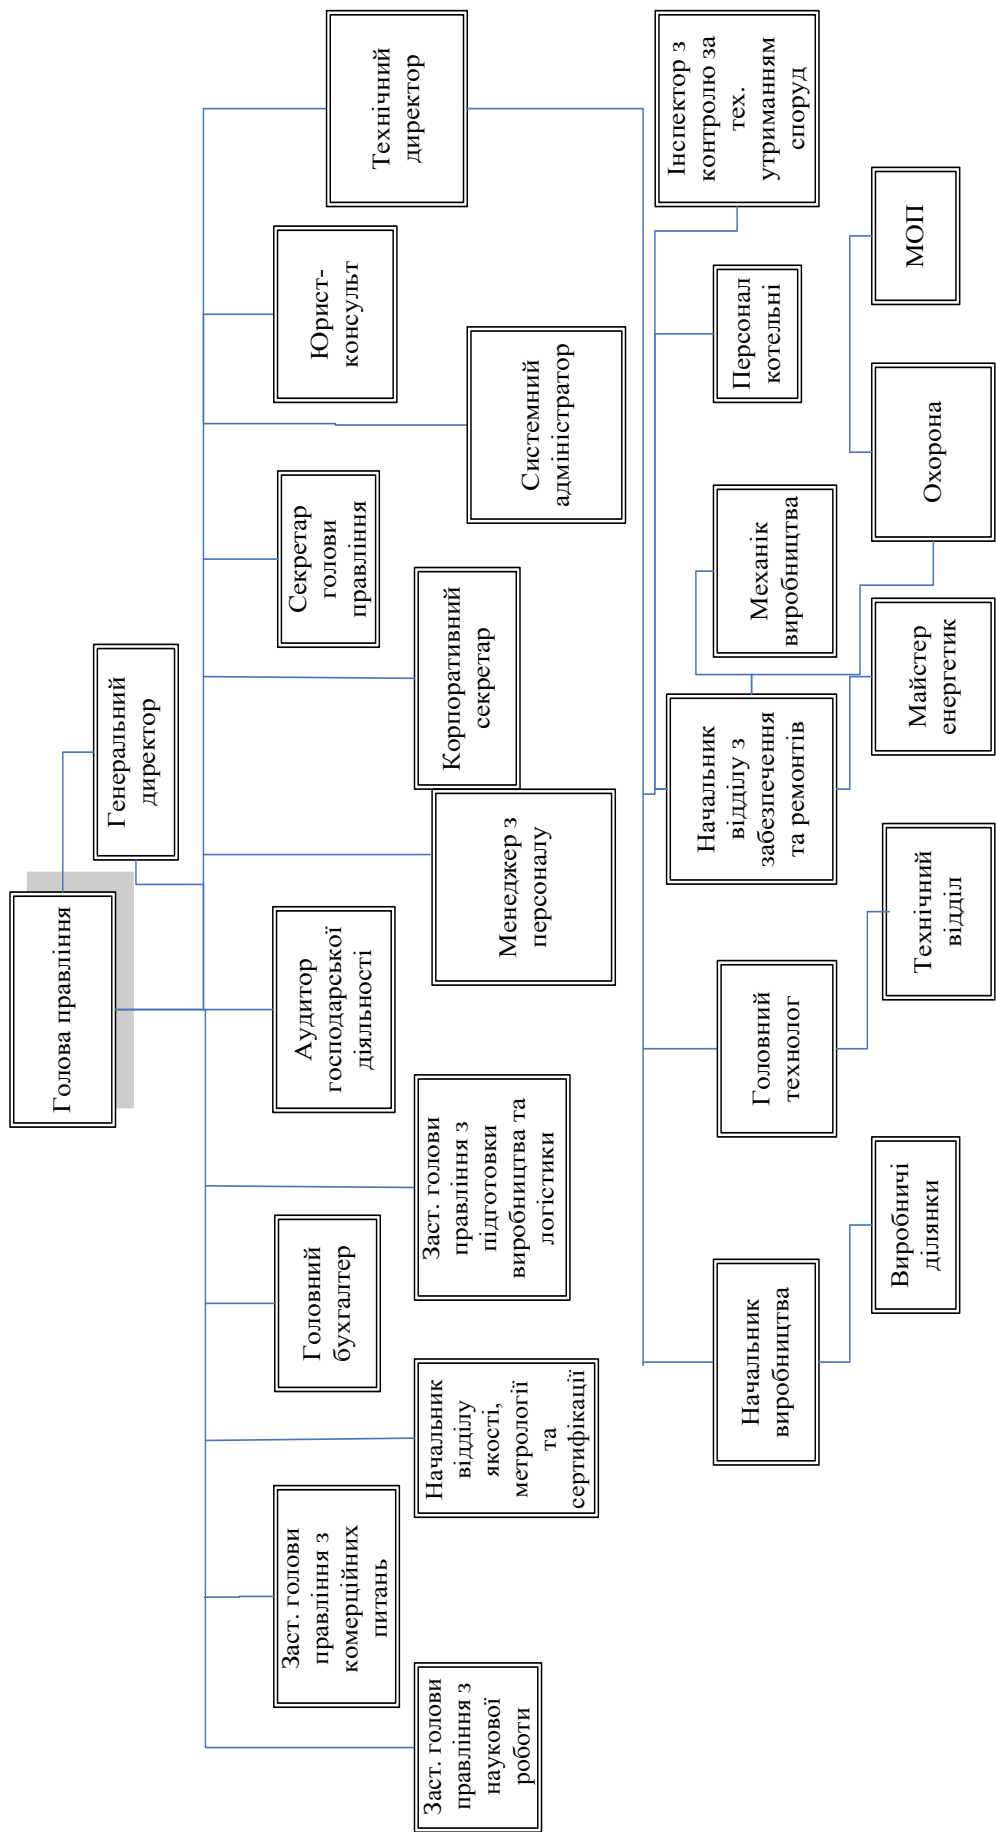 Голова правління
Генеральний
директор
Заст. голови
правління з
наукової
роботи
Заст. голови
правління з
комерційних
питань
Начальник
відділу
якості,
метрології
та
сертифікації
Головний
бухгалтер
Заст. голови
правління з
підготовки
виробництва та
логістики
Аудитор
господарської
діяльності
Менеджер з
персоналу
Корпоративний
секретар
Секретар
голови
правління
Системний
адміністратор
Юрист-
консульт
Технічний
директор
Начальник
виробництва
Виробничі
ділянки
Головний
технолог
Технічний
відділ
Начальник
відділу з
забезпечення
та ремонтів
Майстер
енергетик
Механік
виробництва
Охорона
Персонал
котельні
МОП
Інспектор з
контролю за
тех.
утриманням
споруд